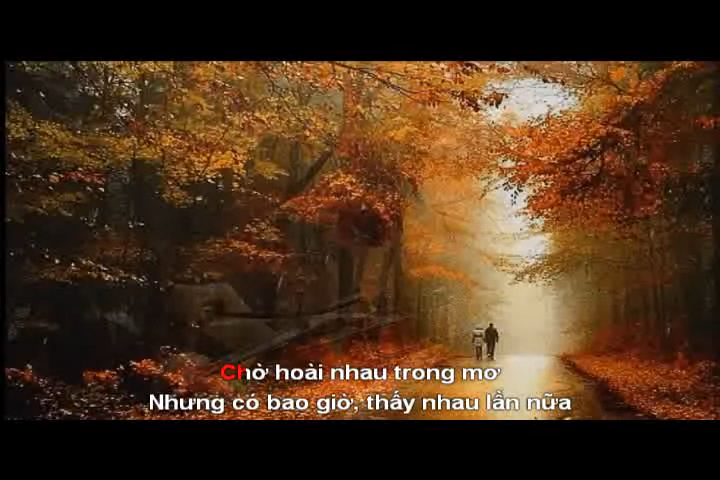 Chờ hoài nhau trong mơ
Nhưng có bao giờ, thấy nhau lần nữa